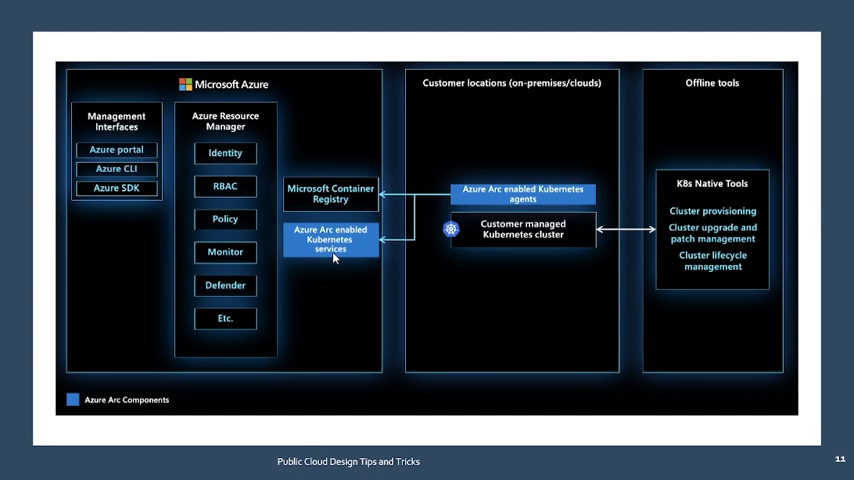 Microsoft Azure
Management
Interfaces
Azure portal
Azure CLI
Azure SDK
Azure Resource
Manager
Identity
RBAC
Policy
Monitor
Defender
Etc.
Microsoft Container
Registry
Azure Arc enabled
Kubernetes
services
Customer locations (on-premises/clouds)
Azure Arc enabled Kubernetes
agents
Customer managed
Kubernetes cluster
Offline tools
K8s Native Tools
Cluster provisioning
Cluster upgrade and
patch management
Cluster lifecycle
management
Azure Arc Components
Public Cloud Design Tips and Tricks
11